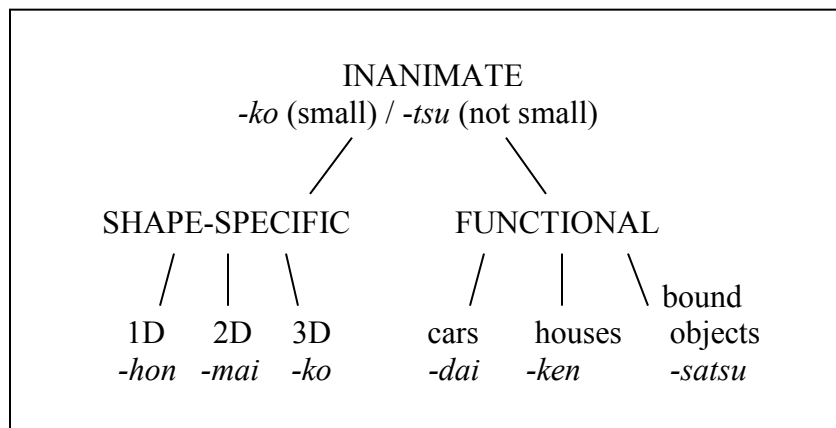 INANIMATE
-ko (small) / -tsu (not small)
SHAPE-SPECIFIC FUNCTIONAL
bound
1D 2D 3D cars houses objects
-hon -mai -ko -dai -ken -satsu